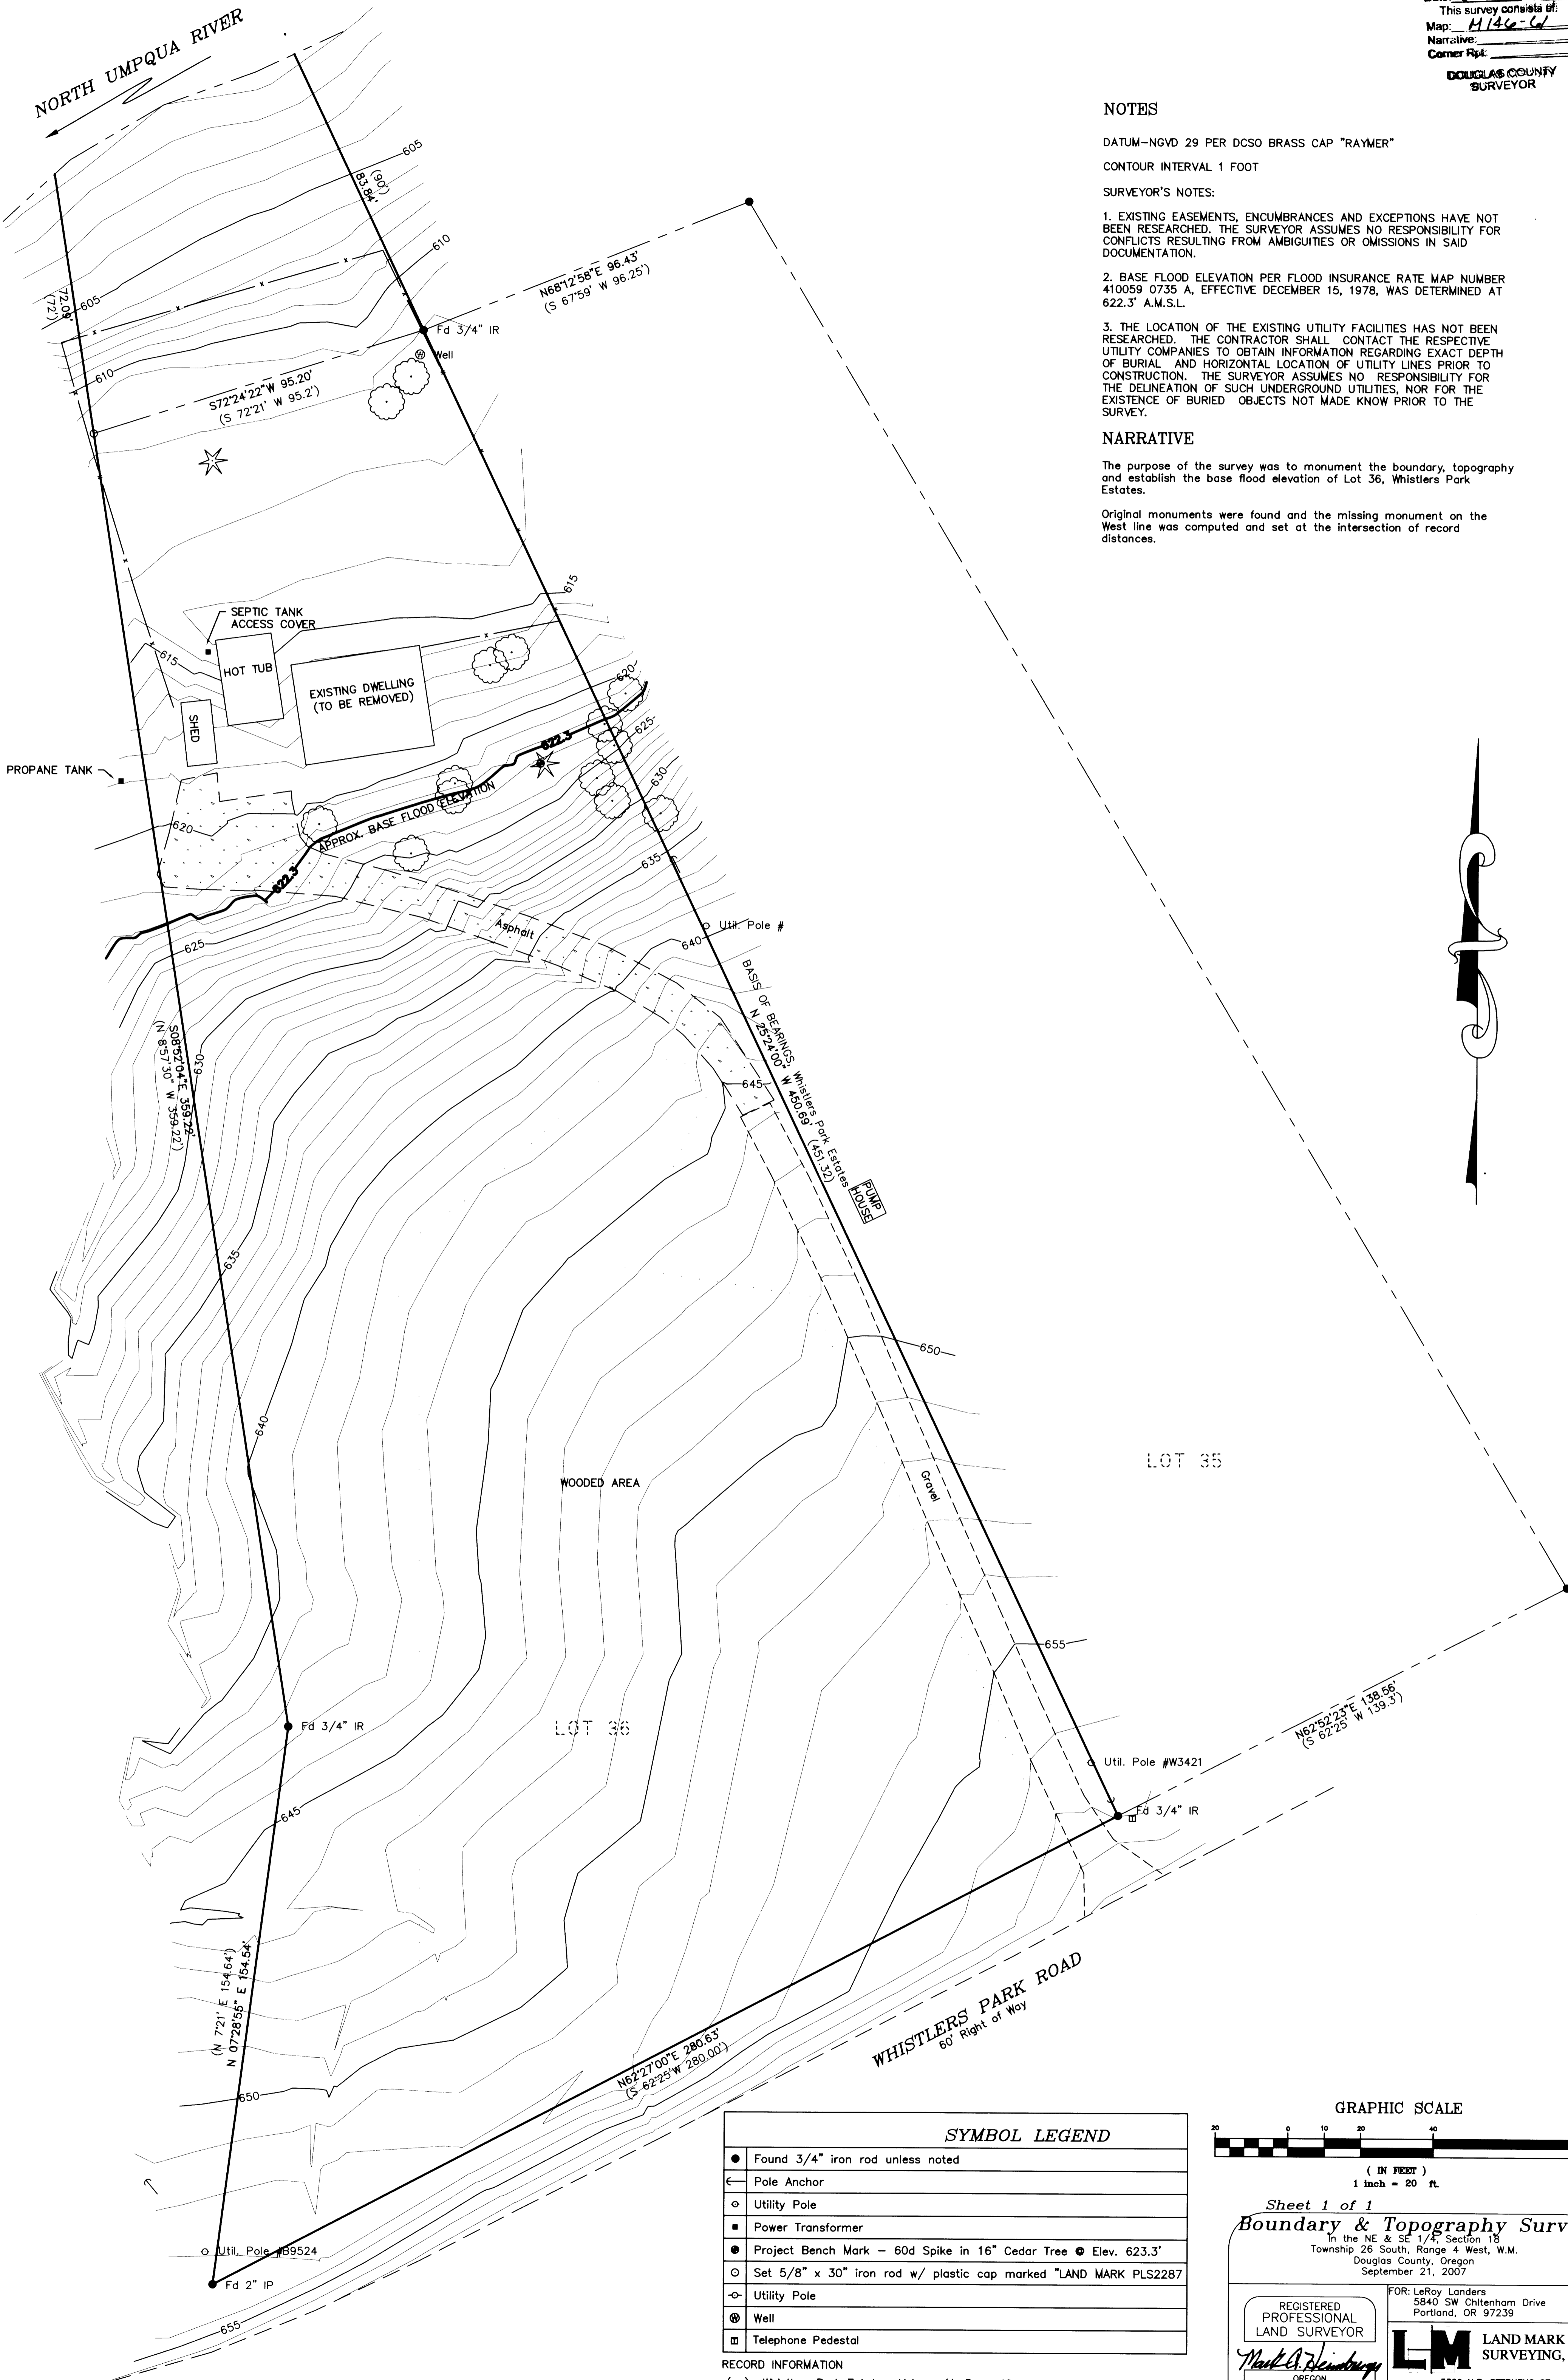 This survey consists of:
Map: M146-61
Narrative:
Corner Rpt:
DOUGLAS COUNTY
SURVEYOR
NORTH UMPQUA RIVER
NOTES
DATUM-NGVD 29 PER DCSO BRASS CAP "RAYMER"
CONTOUR INTERVAL 1 FOOT
SURVEYOR'S NOTES:
1. EXISTING EASEMENTS, ENCUMBRANCES AND EXCEPTIONS HAVE NOT
BEEN RESEARCHED. THE SURVEYOR ASSUMES NO RESPONSIBILITY FOR
CONFLICTS RESULTING FROM AMBIGUITIES OR OMISSIONS IN SAID
DOCUMENTATION.
2. BASE FLOOD ELEVATION PER FLOOD INSURANCE RATE MAP NUMBER
410059 0735 A, EFFECTIVE DECEMBER 15, 1978, WAS DETERMINED AT
622.3' A.M.S.L.
3. THE LOCATION OF THE EXISTING UTILITY FACILITIES HAS NOT BEEN
RESEARCHED. THE CONTRACTOR SHALL CONTACT THE RESPECTIVE
UTILITY COMPANIES TO OBTAIN INFORMATION REGARDING EXACT DEPTH
OF BURIAL AND HORIZONTAL LOCATION OF UTILITY LINES PRIOR TO
CONSTRUCTION. THE SURVEYOR ASSUMES NO RESPONSIBILITY FOR
THE DELINEATION OF SUCH UNDERGROUND UTILITIES, NOR FOR THE
EXISTENCE OF BURIED OBJECTS NOT MADE KNOW PRIOR TO THE
SURVEY.
NARRATIVE
The purpose of the survey was to monument the boundary, topography
and establish the base flood elevation of Lot 36, Whistlers Park
Estates.
Original monuments were found and the missing monument on the
West line was computed and set at the intersection of record
distances.
605
(90')
83.84'
610
N68°12'58"E 96.43'
(S 67°59' W 96.25')
72.09'
(72')
605
Fd 3/4" IR
Well
610
S72°24'22"W 95.20'
(S 72°21' W 95.2')
615
SEPTIC TANK
ACCESS COVER
HOT TUB
615
EXISTING DWELLING
(TO BE REMOVED)
620
SHED
625
622.3
PROPANE TANK
630
APPROX. BASE FLOOD ELEVATION
620
635
622.3
Asphalt
Util. Pole #
640
625
BASIS OF BEARINGS, Whistlers Park Estates
N 25°24'00" W 450.69' (451.32)
S08°52'04"E 359.22'
(N 8°57'30" W 359.22')
630
645
PUMP
HOUSE
635
650
640
LOT 35
WOODED AREA
Gravel
655
N62°52'23"E 138.56'
(S 62°25' W 139.3')
Fd 3/4" IR
LOT 36
Util. Pole #W3421
645
Fd 3/4" IR
(N 7°21' E 154.64')
N 07°28'55" E 154.54'
WHISTLERS PARK ROAD
60' Right of Way
N62°27'00"E 280.63'
(S 62°25'W 280.00')
650
Util. Pole #B9524
Fd 2" IP
655
SYMBOL LEGEND
Found 3/4" iron rod unless noted
Pole Anchor
Utility Pole
Power Transformer
Project Bench Mark - 60d Spike in 16" Cedar Tree @ Elev. 623.3'
Set 5/8" x 30" iron rod w/ plastic cap marked "LAND MARK PLS2287
Utility Pole
Well
Telephone Pedestal
RECORD INFORMATION
GRAPHIC SCALE
20 0 10 20 40
( IN FEET )
1 inch = 20 ft.
Sheet 1 of 1
Boundary & Topography Surv
In the NE & SE 1/4, Section 18
Township 26 South, Range 4 West, W.M.
Douglas County, Oregon
September 21, 2007
REGISTERED
PROFESSIONAL
LAND SURVEYOR
OREGON
FOR: LeRoy Landers
5840 SW Chltenham Drive
Portland, OR 97239
LM
LAND MARK
SURVEYING,